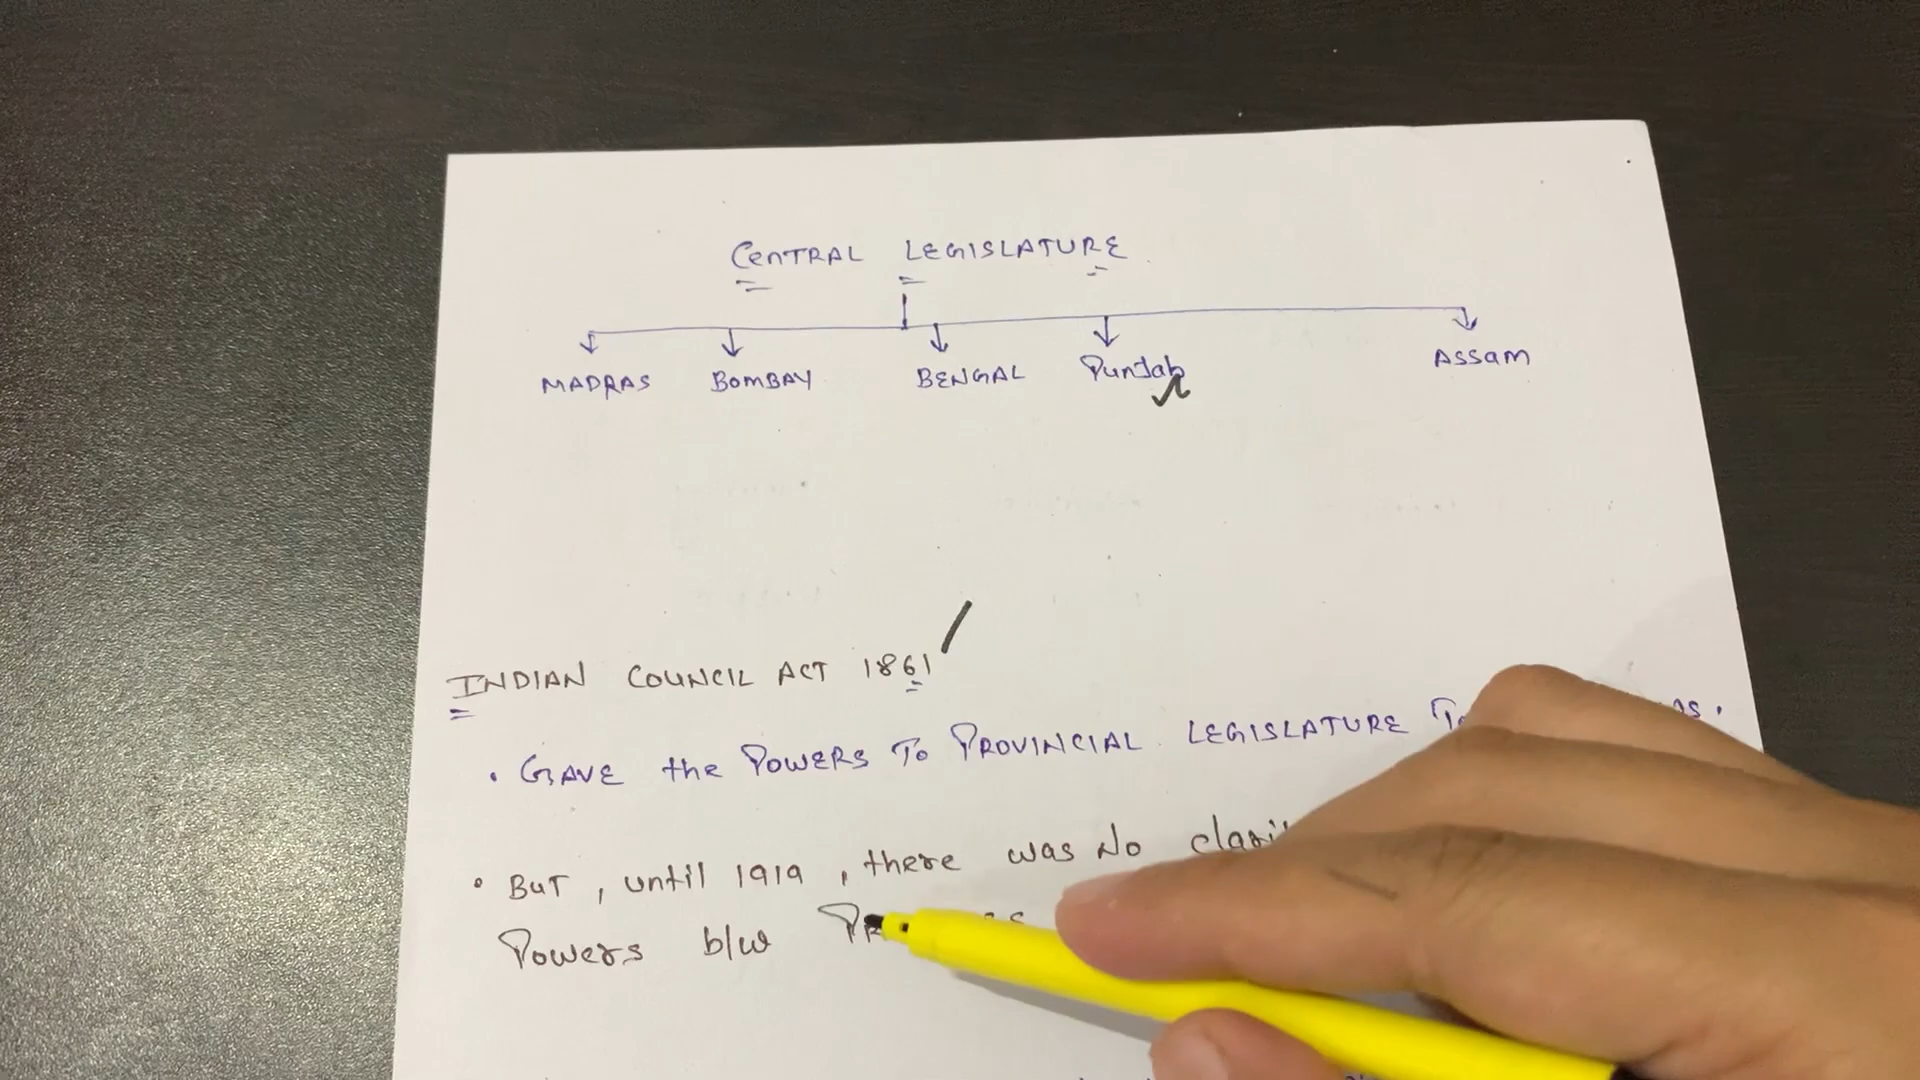 CENTRAL LEGISLATURE
MADRAS BOMBAY BENGAL Punjab ASSAM
INDIAN COUNCIL ACT 1861
• GAVE the POWERS TO PROVINCIAL LEGISLATURE
• BUT, until 1919, there was No
Powers b/w